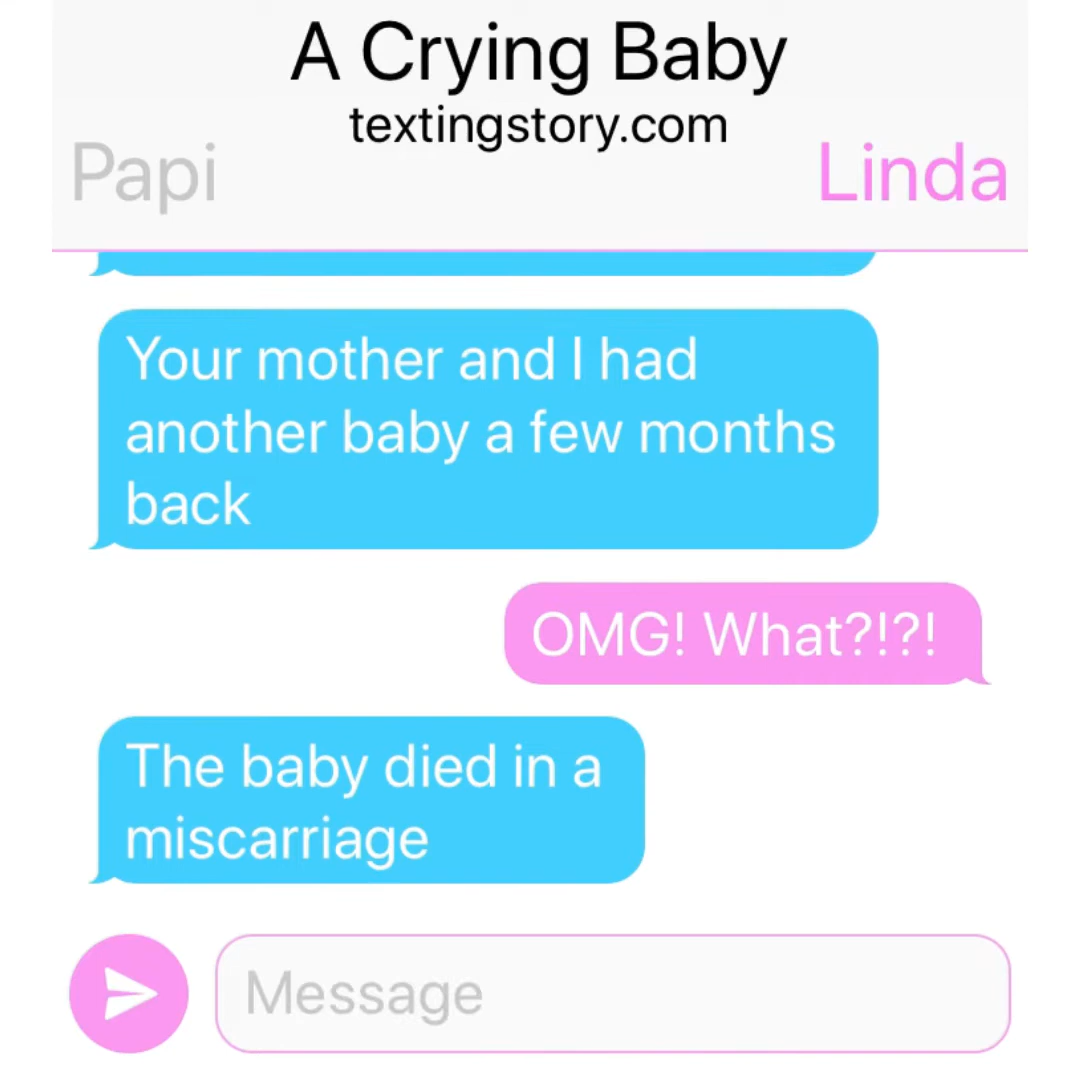 A Crying Baby
textingstory.com
Papi
Linda
Your mother and I had
another baby a few months
back
OMG! What?!?!
The baby died in a
miscarriage
Message